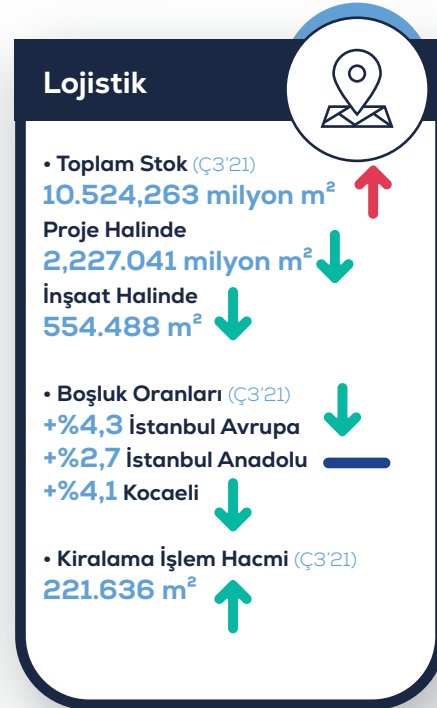 Lojistik
• Toplam Stok (Ç3'21)
10.524,263 milyon m²
Proje Halinde
2,227.041 milyon m²
İnşaat Halinde
554.488 m²
• Boşluk Oranları (Ç3'21)
+%4,3 İstanbul Avrupa
+%2,7 İstanbul Anadolu
+%4,1 Kocaeli
• Kiralama İşlem Hacmi (Ç3'21)
221.636 m²